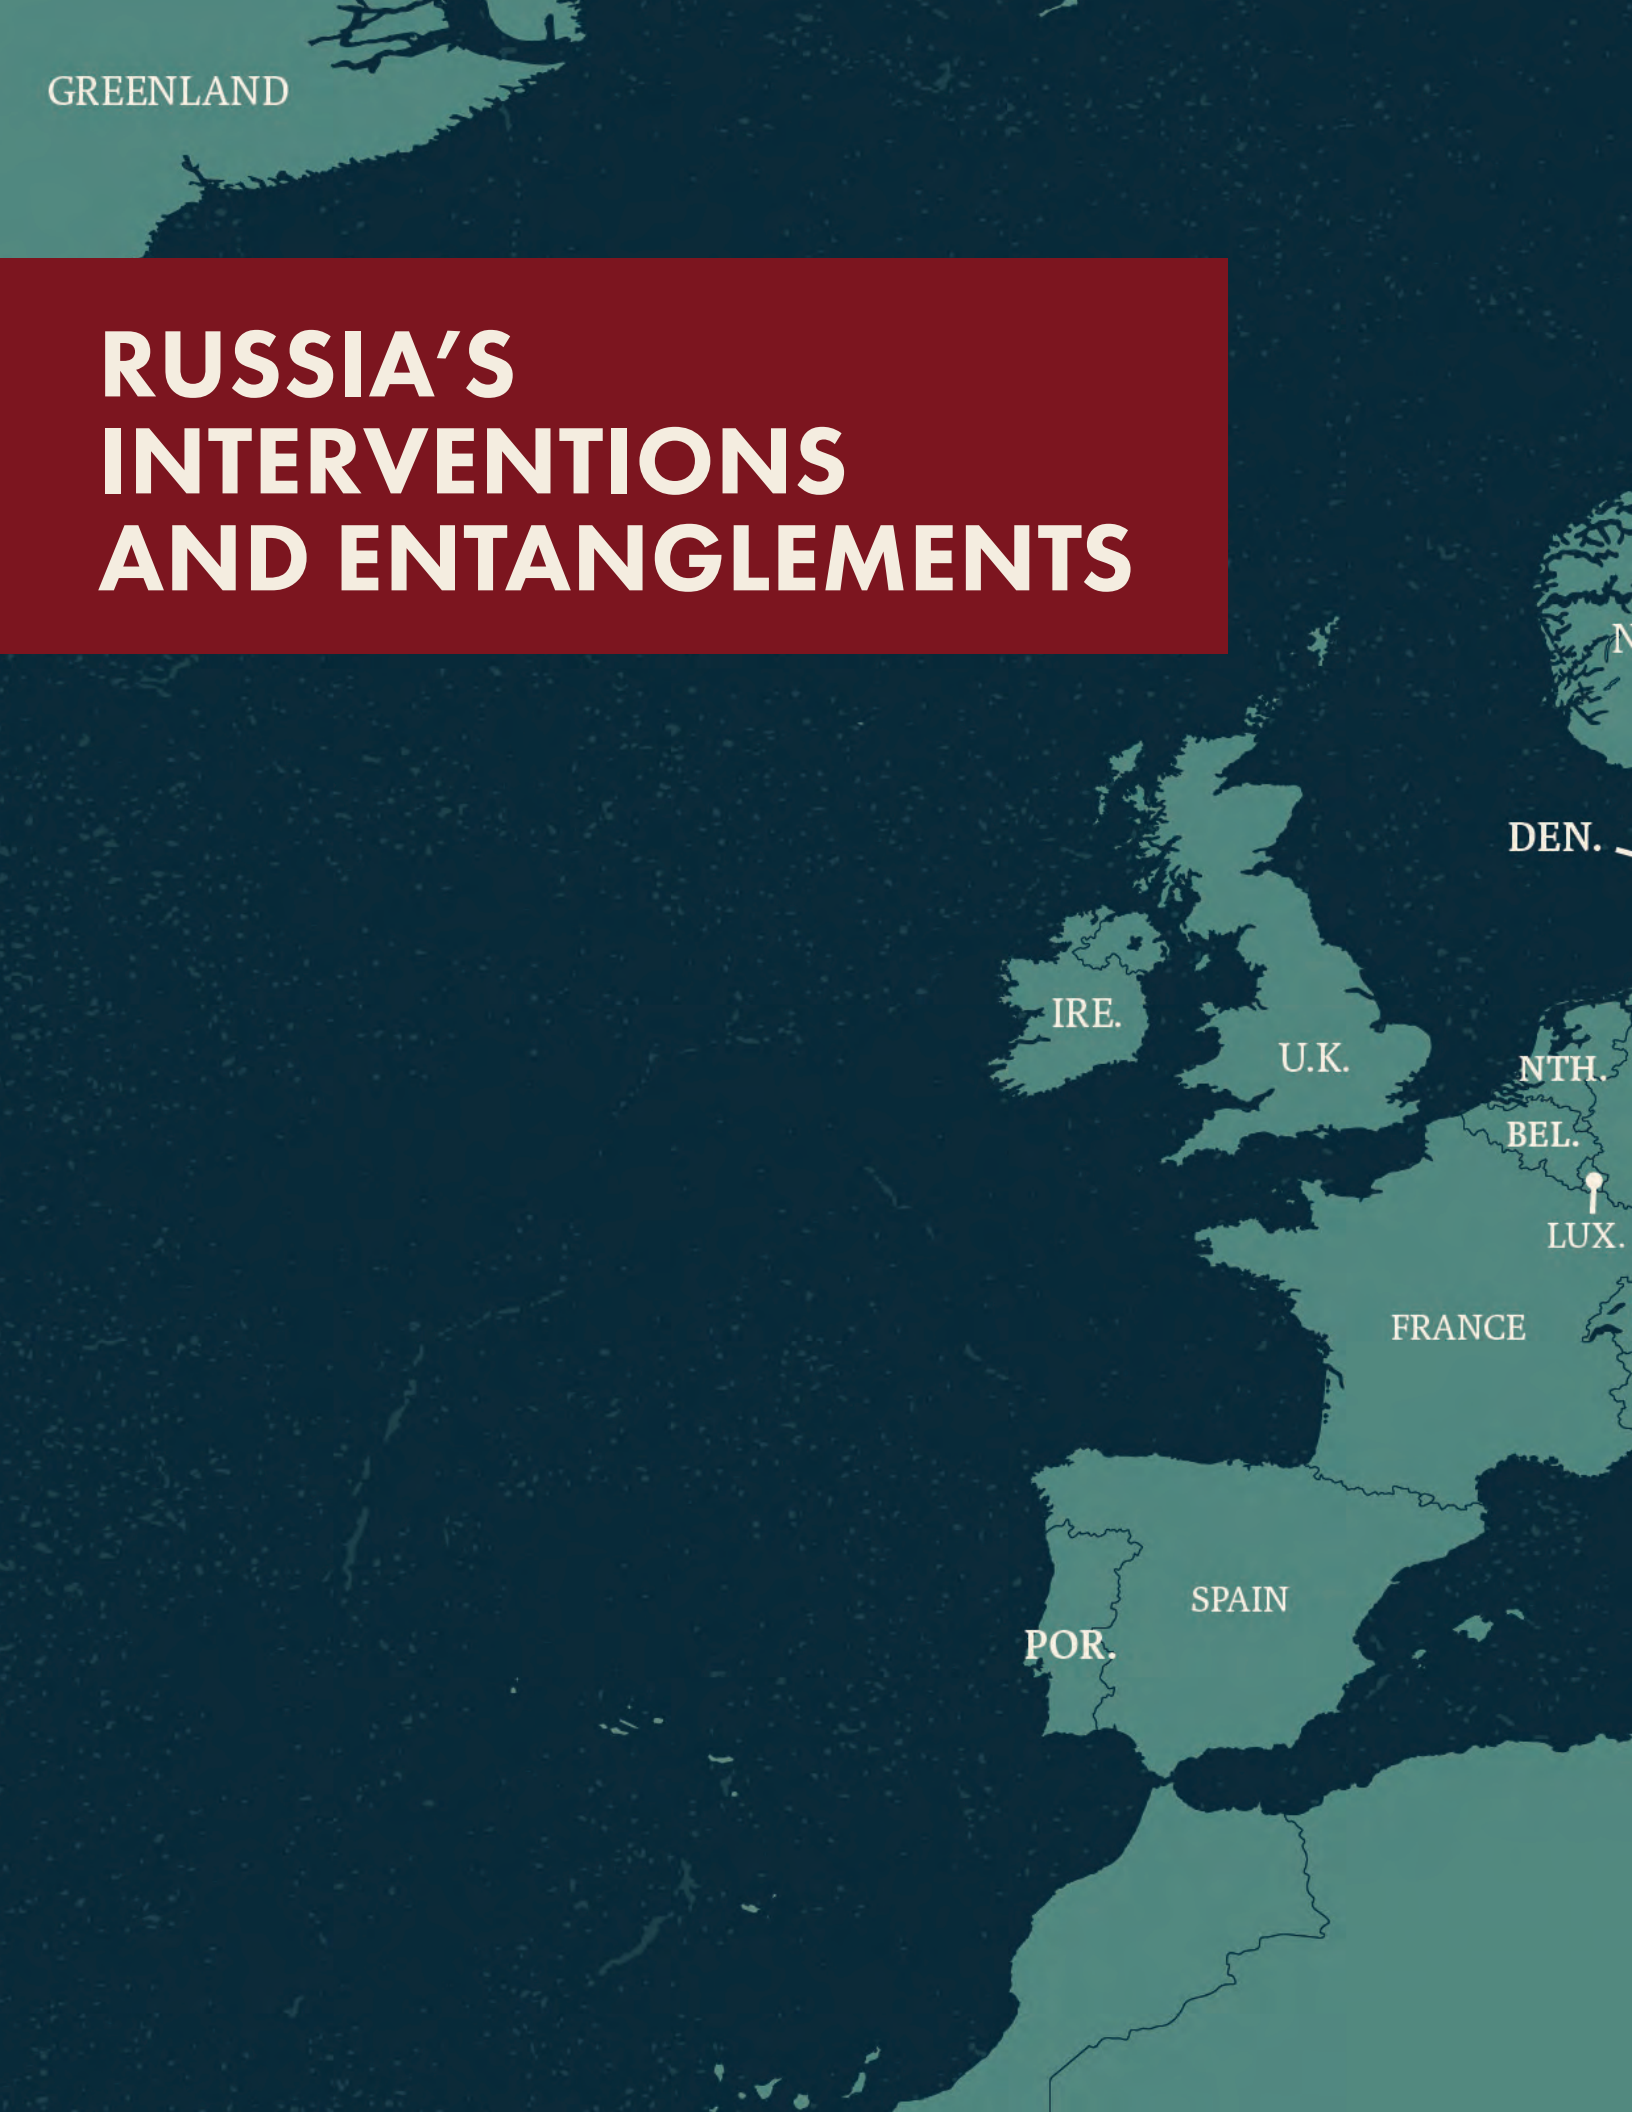 GREENLAND
RUSSIA’S
INTERVENTIONS
AND ENTANGLEMENTS
N
DEN.
IRE.
U.K.
NTH.
BEL.
LUX.
FRANCE
SPAIN
POR.